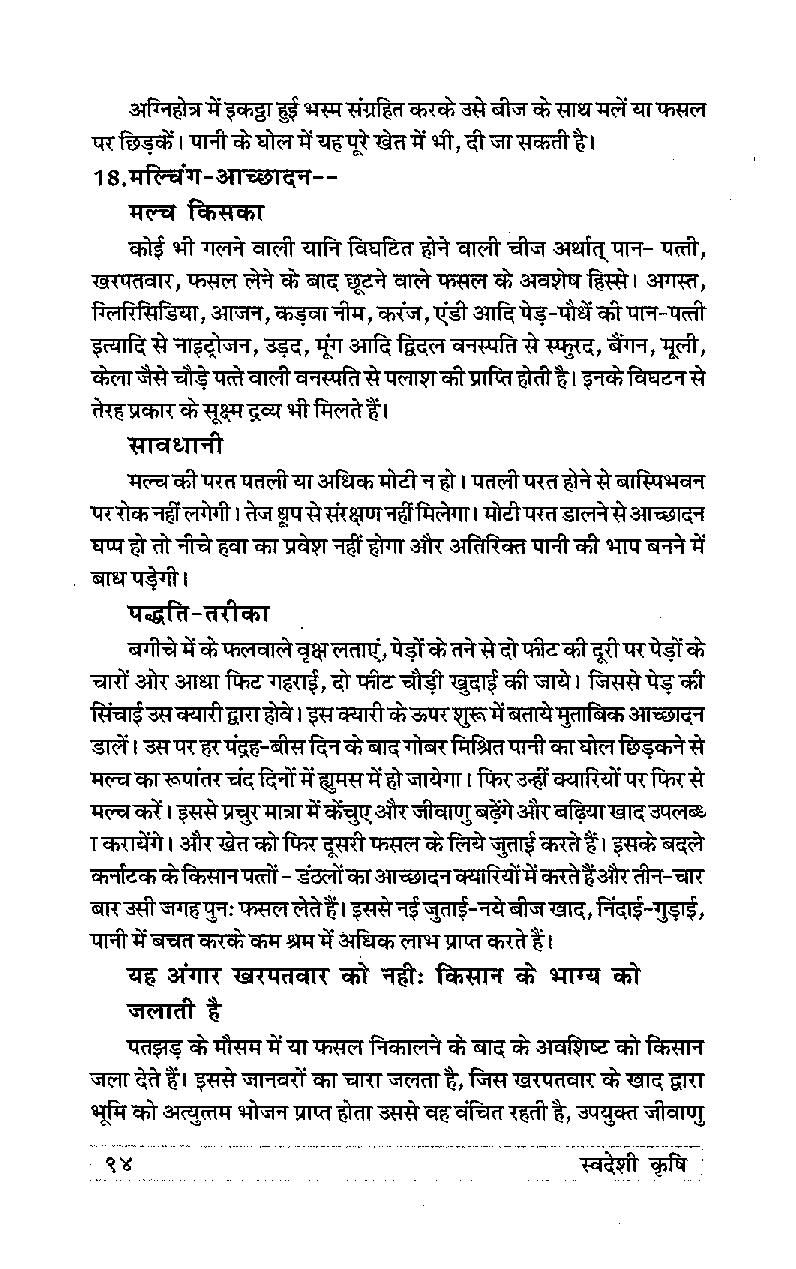 अग्निहोत्र में इकट्ठा हुई भस्म संग्रहित करके उसे बीज के साथ मलें या फसल
पर छिड़कें। पानी के घोल में यह पूरे खेत में भी, दी जा सकती है।
18.मल्चिंग-आच्छादन--
मल्च किसका
कोई भी गलने वाली यानि विघटित होने वाली चीज अर्थात् पान- पत्ती,
खरपतवार, फसल लेने के बाद छूटने वाले फसल के अवशेष हिस्से। अगस्त,
ग्लिरिसिडिया, आजन, कड़वा नीम, करंज, एंडी आदि पेड़-पौधें की पान-पत्ती
इत्यादि से नाइट्रोजन, उड़द, मूंग आदि द्विदल वनस्पति से स्फुरद, बैंगन, मूली,
केला जैसे चौड़े पत्ते वाली वनस्पति से पलाश की प्राप्ति होती है। इनके विघटन से
तेरह प्रकार के सूक्ष्म द्रव्य भी मिलते हैं।
सावधानी
मल्च की परत पतली या अधिक मोटी न हो। पतली परत होने से बास्पिभवन
पर रोक नहीं लगेगी। तेज धूप से संरक्षण नहीं मिलेगा। मोटी परत डालने से आच्छादन
घप्प हो तो नीचे हवा का प्रवेश नहीं होगा और अतिरिक्त पानी की भाप बनने में
बाध पड़ेगी।
पद्धति-तरीका
बगीचे में के फलवाले वृक्ष लताएं, पेड़ों के तने से दो फीट की दूरी पर पेड़ों के
चारों ओर आधा फिट गहराई, दो फीट चौड़ी खुदाई की जाये। जिससे पेड़ की
सिंचाई उस क्यारी द्वारा होवे। इस क्यारी के ऊपर शुरू में बताये मुताबिक आच्छादन
डालें। उस पर हर पंद्रह-बीस दिन के बाद गोबर मिश्रित पानी का घोल छिड़कने से
मल्च का रूपांतर चंद दिनों में ह्युमस में हो जायेगा। फिर उन्हीं क्यारियों पर फिर से
मल्च करें। इससे प्रचुर मात्रा में केंचुए और जीवाणु बढ़ेंगे और बढ़िया खाद उपलब्ध
ा करायेंगे। और खेत को फिर दूसरी फसल के लिये जुताई करते हैं। इसके बदले
कर्नाटक के किसान पत्तों - डंठलों का आच्छादन क्यारियों में करते हैं और तीन-चार
बार उसी जगह पुनः फसल लेते हैं। इससे नई जुताई-नये बीज खाद, निंदाई-गुड़ाई,
पानी में बचत करके कम श्रम में अधिक लाभ प्राप्त करते हैं।
यह अंगार खरपतवार को नहीः किसान के भाग्य को
जलाती है
पतझड़ के मौसम में या फसल निकालने के बाद के अवशिष्ट को किसान
जला देते हैं। इससे जानवरों का चारा जलता है, जिस खरपतवार के खाद द्वारा
भूमि को अत्युत्तम भोजन प्राप्त होता उससे वह वंचित रहती है, उपयुक्त जीवाणु
१४ स्वदेशी कृषि